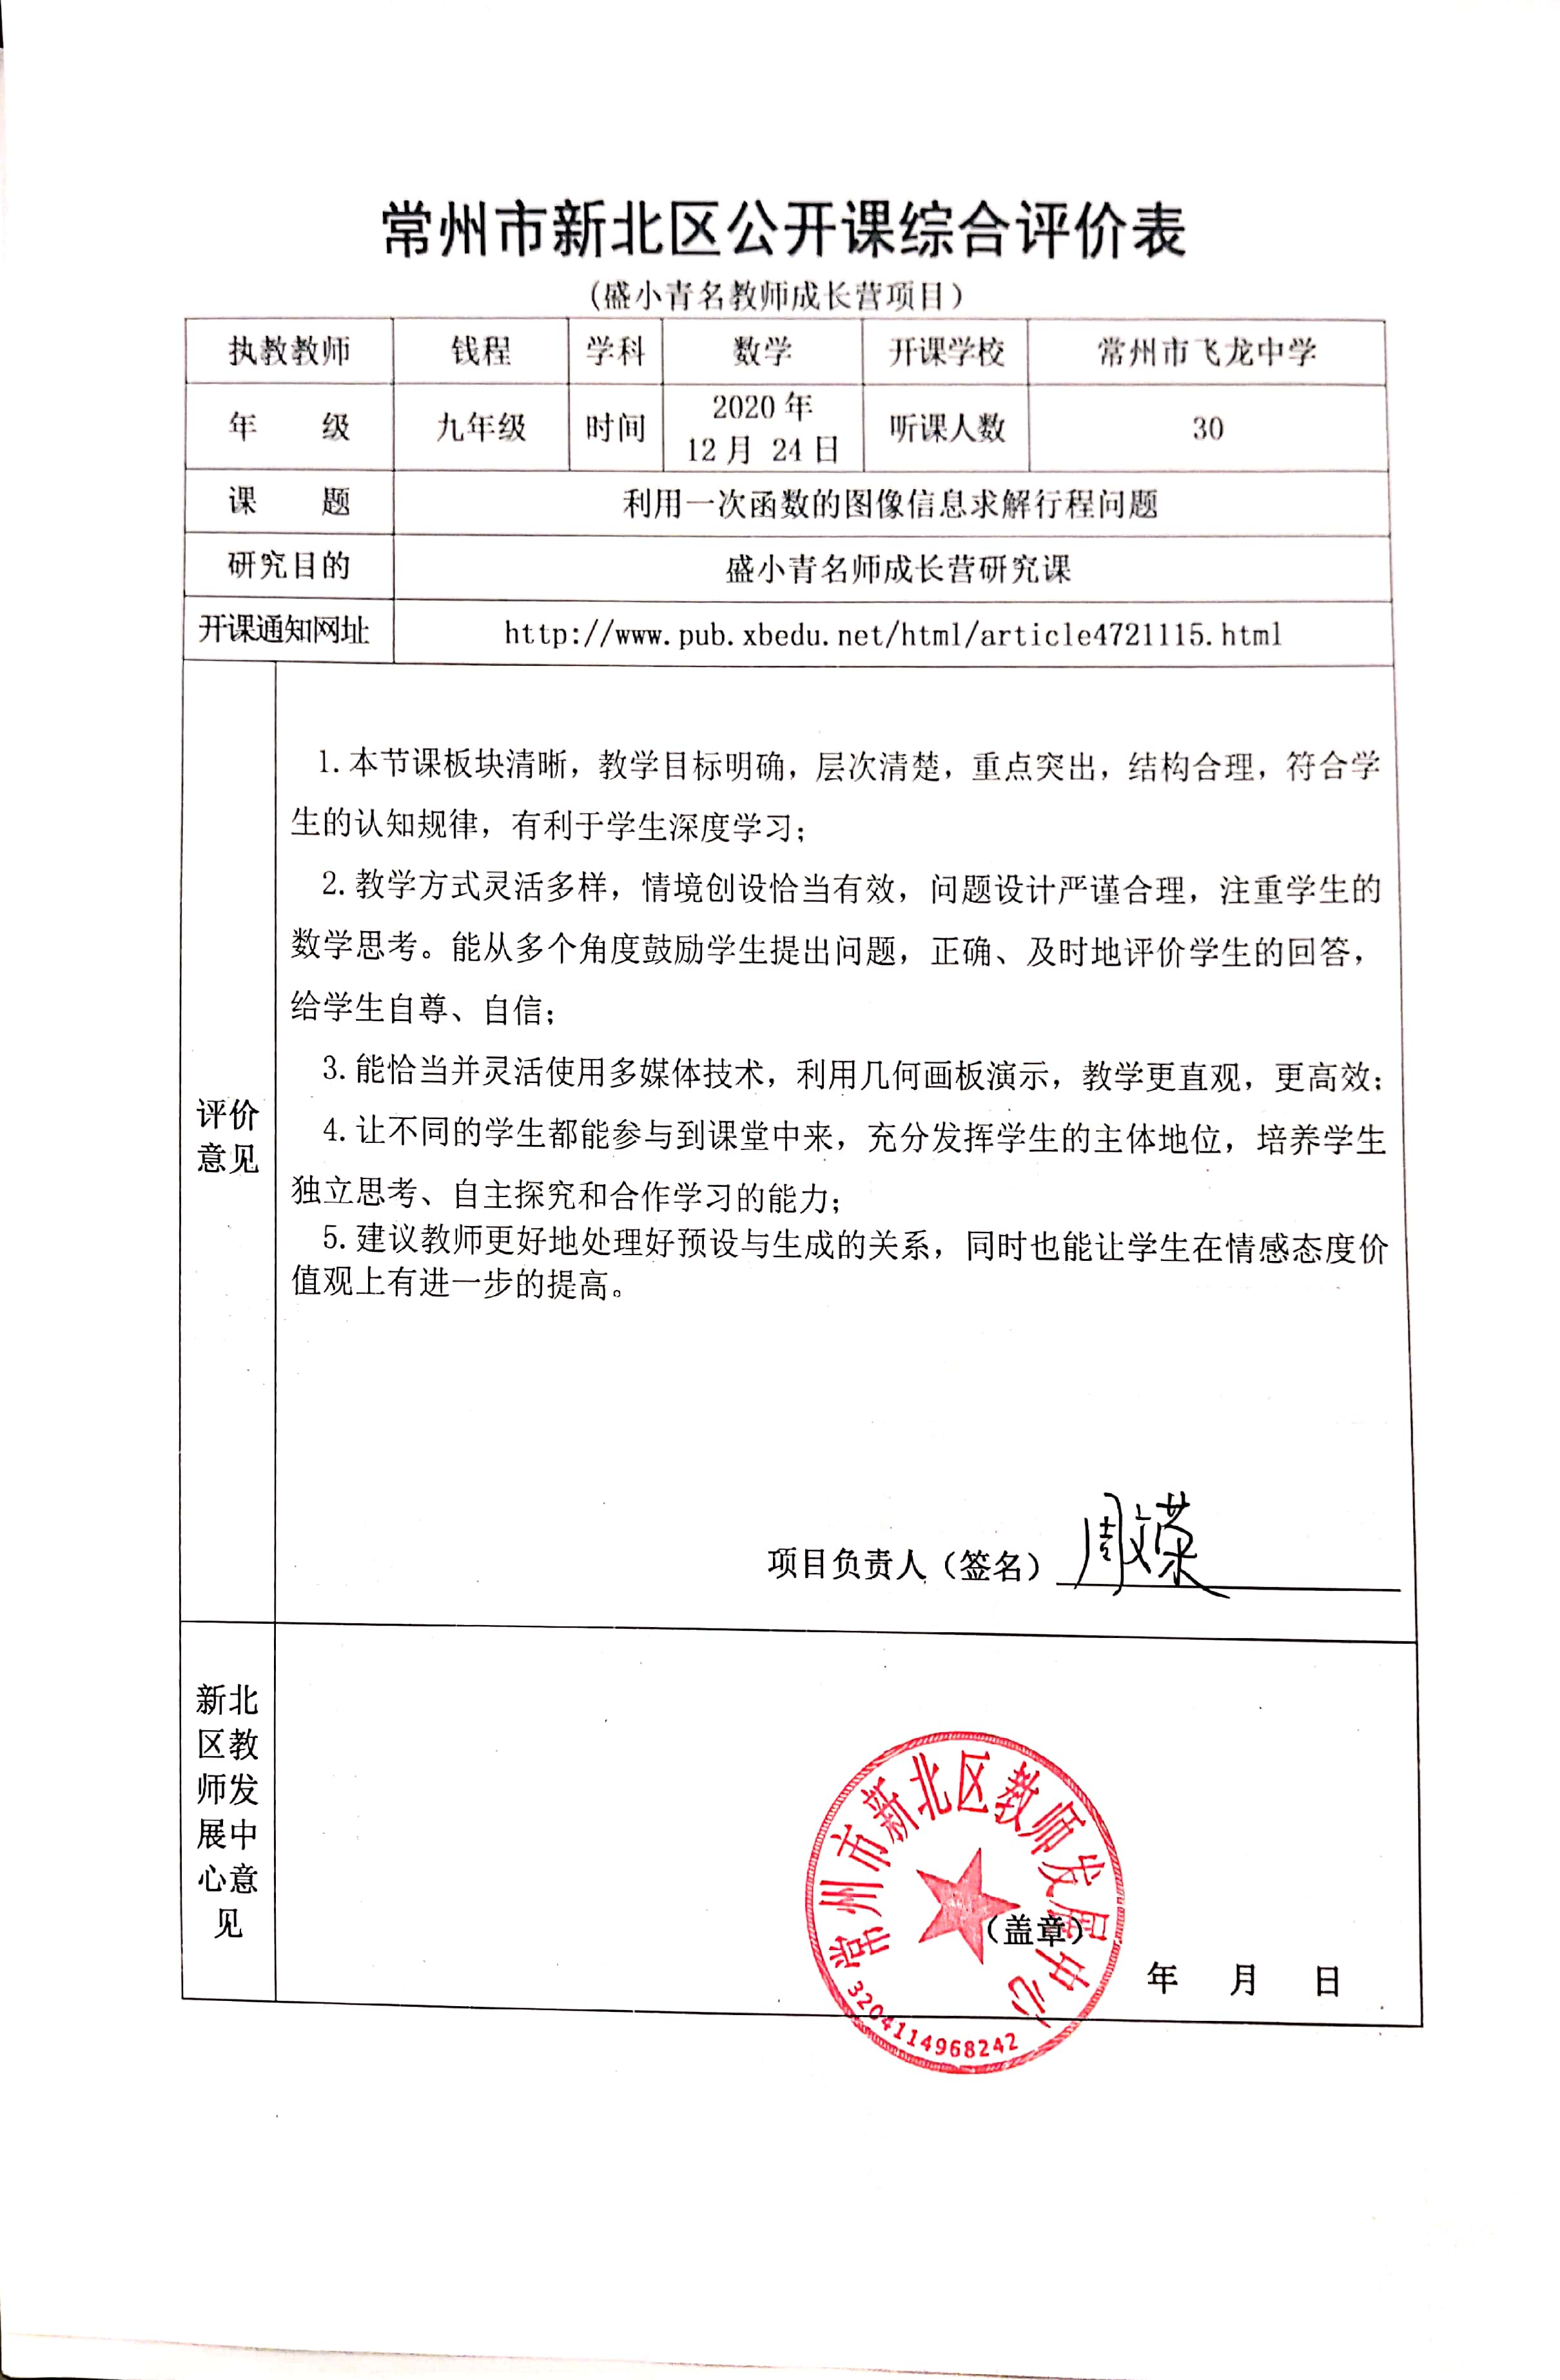 常州市新北区公开课综合评价表
(盛小青名教师成长营项目)
执教教师 钱程 学科 数学 开课学校 常州市飞龙中学
年 级 九年级 时间 2020 年 12 月 24 日 听课人数 30
课 题 利用一次函数的图像信息求解行程问题
研究目的 盛小青名师成长营研究课
开课通知网址 http://www.pub.xbedu.net/html/article4721115.html
评价意见
1.本节课板块清晰，教学目标明确，层次清楚，重点突出，结构合理，符合学
生的认知规律，有利于学生深度学习；
2.教学方式灵活多样，情境创设恰当有效，问题设计严谨合理，注重学生的
数学思考。能从多个角度鼓励学生提出问题，正确、及时地评价学生的回答，
给学生自尊、自信；
3.能恰当并灵活使用多媒体技术，利用几何画板演示，教学更直观，更高效；
4.让不同的学生都能参与到课堂中来，充分发挥学生的主体地位，培养学生
独立思考、自主探究和合作学习的能力；
5.建议教师更好地处理好预设与生成的关系，同时也能让学生在情感态度价
值观上有进一步的提高。
项目负责人（签名） 周文荣
新北区教师发展中心意见
常州市新北区教师发展中心
（盖章）
年 月 日
3204114968242